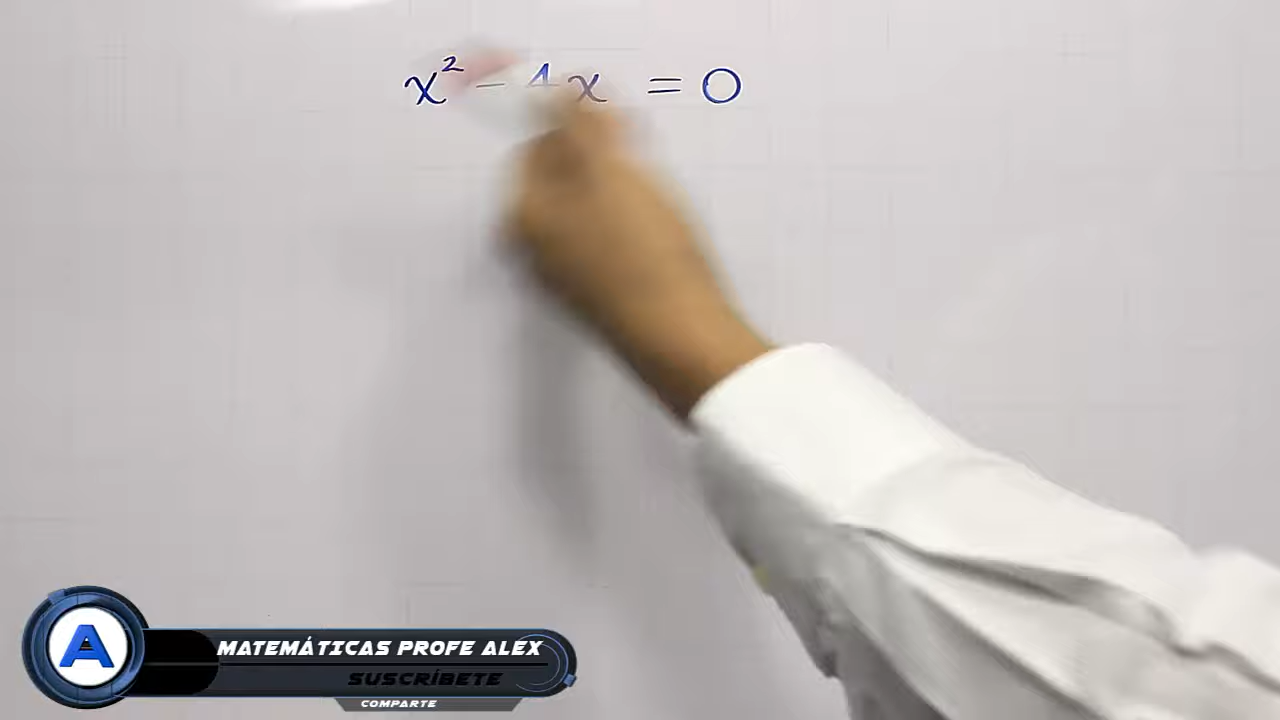 x² - 4x = 0
A
MATEMÁTICAS PROFE ALEX
SUSCRÍBETE
COMPARTE